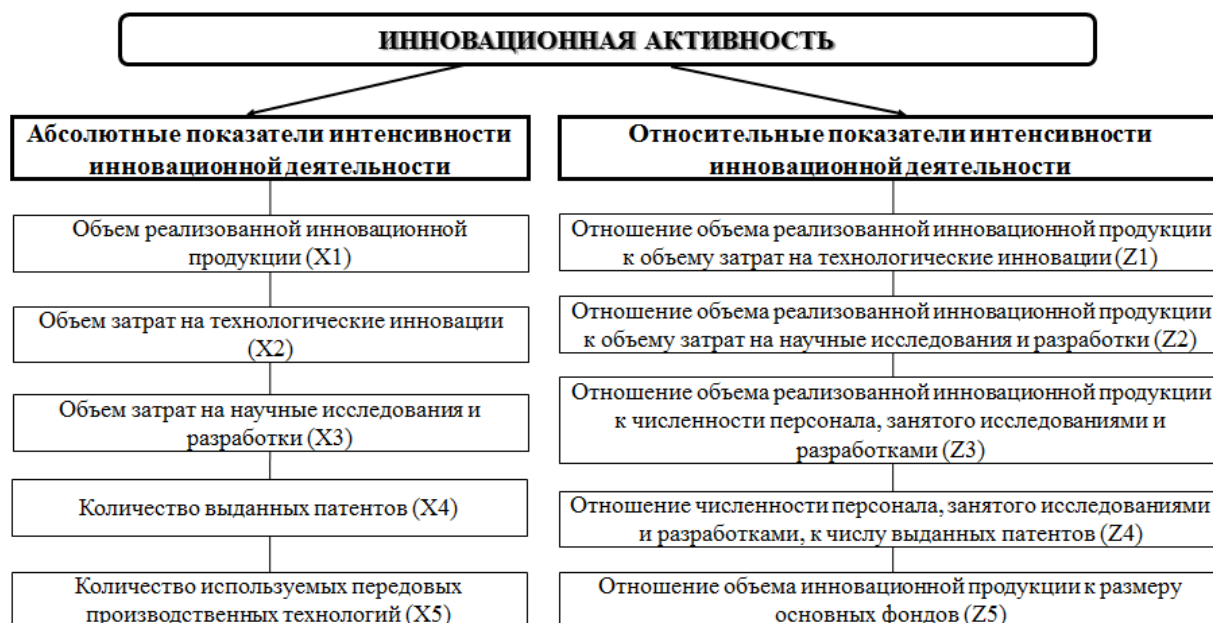 ИННОВАЦИОННАЯ АКТИВНОСТЬ
Абсолютные показатели интенсивности
инновационной деятельности
Объем реализованной инновационной
продукции (X1)
Объем затрат на технологические инновации
(X2)
Объем затрат на научные исследования и
разработки (X3)
Количество выданных патентов (X4)
Количество используемых передовых
производственных технологий (X5)
Относительные показатели интенсивности
инновационной деятельности
Отношение объема реализованной инновационной продукции
к объему затрат на технологические инновации (Z1)
Отношение объема реализованной инновационной продукции
к объему затрат на научные исследования и разработки (Z2)
Отношение объема реализованной инновационной продукции
к численности персонала, занятого исследованиями и
разработками (Z3)
Отношение численности персонала, занятого исследованиями
и разработками, к числу выданных патентов (Z4)
Отношение объема инновационной продукции к размеру
основных фондов (Z5)